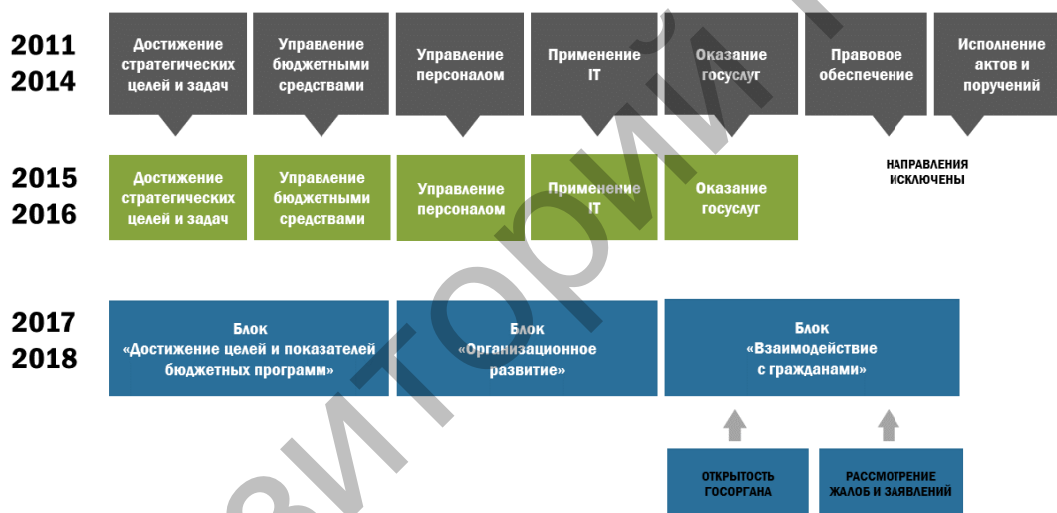 2011
2014
Достижение
стратегических
целей и задач
Управление
бюджетными
средствами
Управление
персоналом
Применение
IT
Оказание
госуслуг
Правовое
обеспечение
Исполнение
актов и
поручений
2015
2016
Достижение
стратегических
целей и задач
Управление
бюджетными
средствами
Управление
персоналом
Применение
IT
Оказание
госуслуг
НАПРАВЛЕНИЯ
ИСКЛЮЧЕНЫ
2017
2018
Блок
«Достижение целей и показателей
бюджетных программ»
Блок
«Организационное
развитие»
Блок
«Взаимодействие
с гражданами»
ОТКРЫТОСТЬ
ГОСОРГАНА
РАССМОТРЕНИЕ
ЖАЛОБ И ЗАЯВЛЕНИЙ